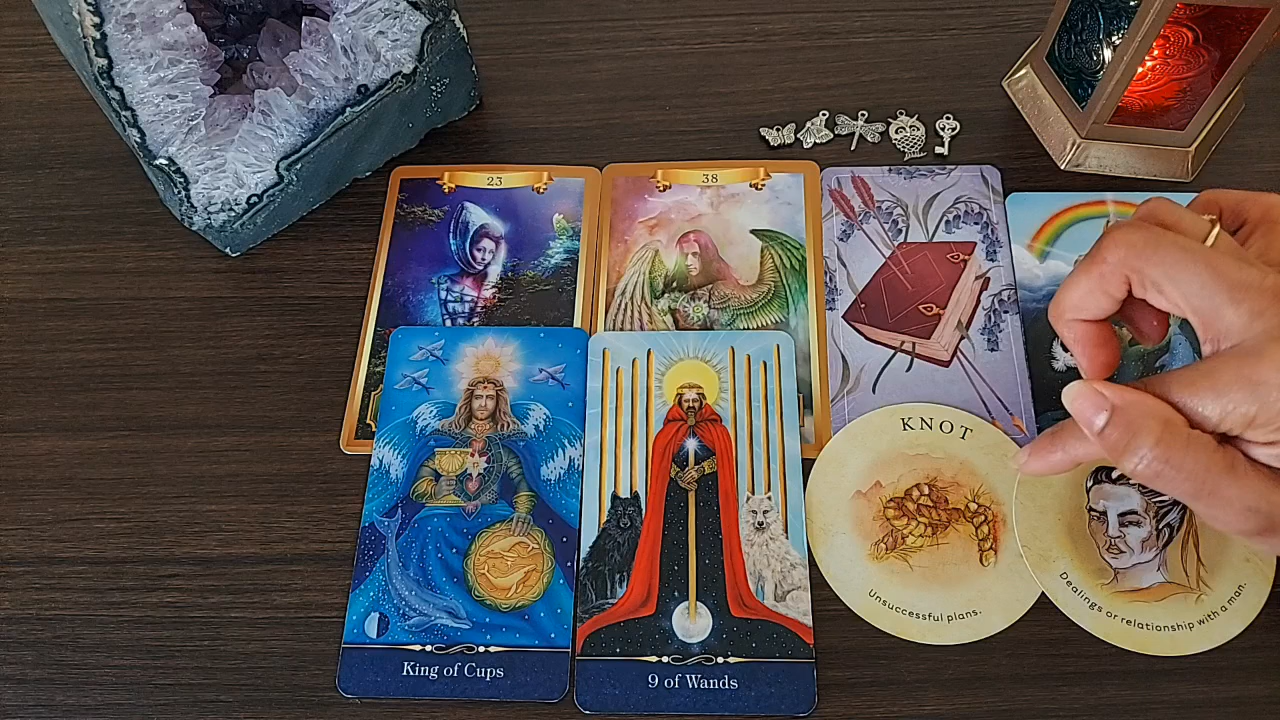 23
38
KNOT
Unsuccessful plans.
Dealings or relationship with a man.
King of Cups
9 of Wands